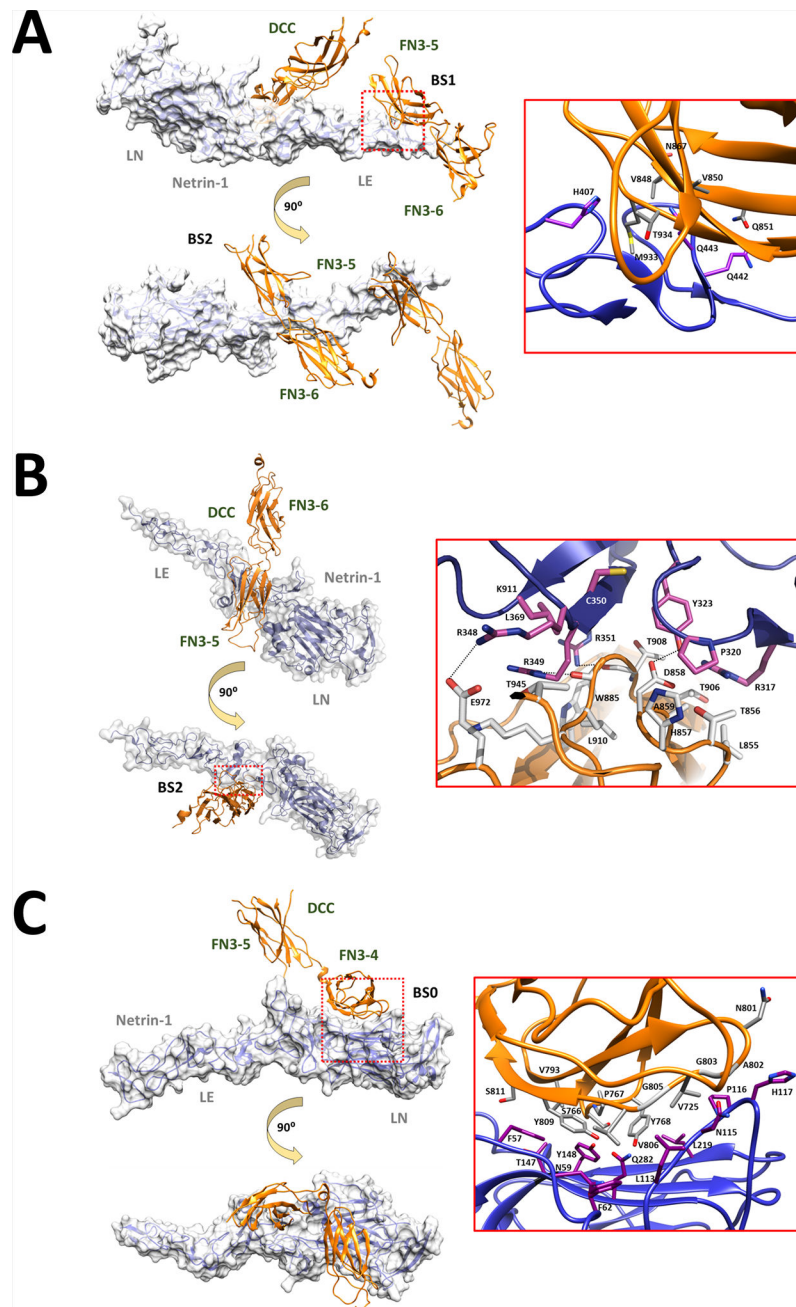 A
DCC
FN3-5
BS1
LN
Netrin-1
LE
90º
FN3-6
BS2
FN3-5
FN3-6
N867
V848
V850
H407
T934
Q851
M933
Q443
Q442
B
DCC
FN3-6
LE
Netrin-1
FN3-5
90º
LN
BS2
K911
C350
Y323
L369
R348
R351
T908
P320
R349
D858
T945
T906
R317
E972
W885
A859
T856
L910
H857
L855
C
DCC
FN3-5
FN3-4
BS0
Netrin-1
LE
LN
90º
N801
V793
G803
A802
S811
P767
G805
P116
H117
S766
V725
Y809
Y768
N115
F57
Y148
V806
L219
T147
N59
Q282
L113
F62